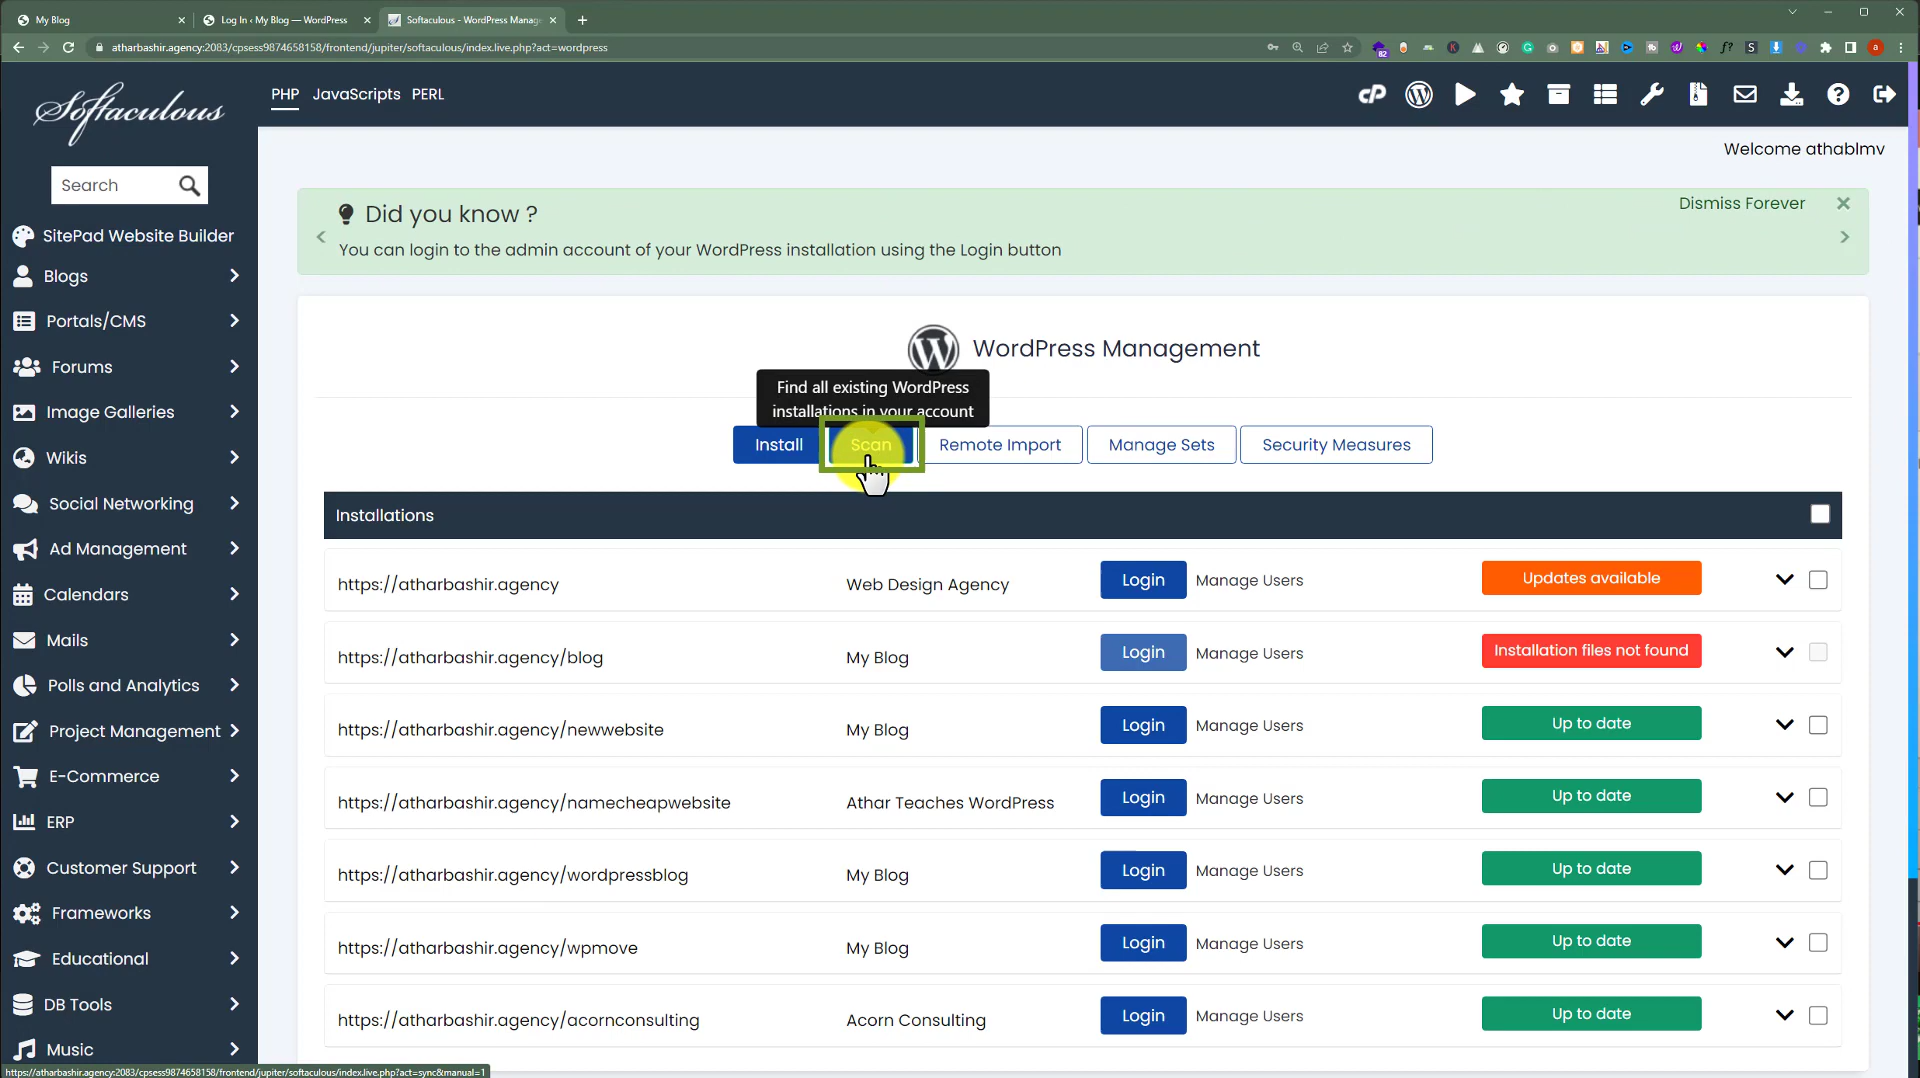 My Blog
Log In ‹ My Blog — WordPress
Softaculous - WordPress Manage
atharbashir.agency:2083/cpsess9874658158/frontend/jupiter/softaculous/index.live.php?act=wordpress
Softaculous
PHP JavaScripts PERL
Welcome athablmv
Search
SitePad Website Builder
Blogs
Portals/CMS
Forums
Image Galleries
Wikis
Social Networking
Ad Management
Calendars
Mails
Polls and Analytics
Project Management
E-Commerce
ERP
Customer Support
Frameworks
Educational
DB Tools
Music
Did you know ?
Dismiss Forever
You can login to the admin account of your WordPress installation using the Login button
WordPress Management
Find all existing WordPress
installations in your account
Install Scan Remote Import Manage Sets Security Measures
Installations
https://atharbashir.agency Web Design Agency Login Manage Users Updates available
https://atharbashir.agency/blog My Blog Login Manage Users Installation files not found
https://atharbashir.agency/newwebsite My Blog Login Manage Users Up to date
https://atharbashir.agency/namecheapwebsite Athar Teaches WordPress Login Manage Users Up to date
https://atharbashir.agency/wordpressblog My Blog Login Manage Users Up to date
https://atharbashir.agency/wpmove My Blog Login Manage Users Up to date
https://atharbashir.agency/acornconsulting Acorn Consulting Login Manage Users Up to date
https://atharbashir.agency:2083/cpsess9874658158/frontend/jupiter/softaculous/index.live.php?act=sync&manual=1